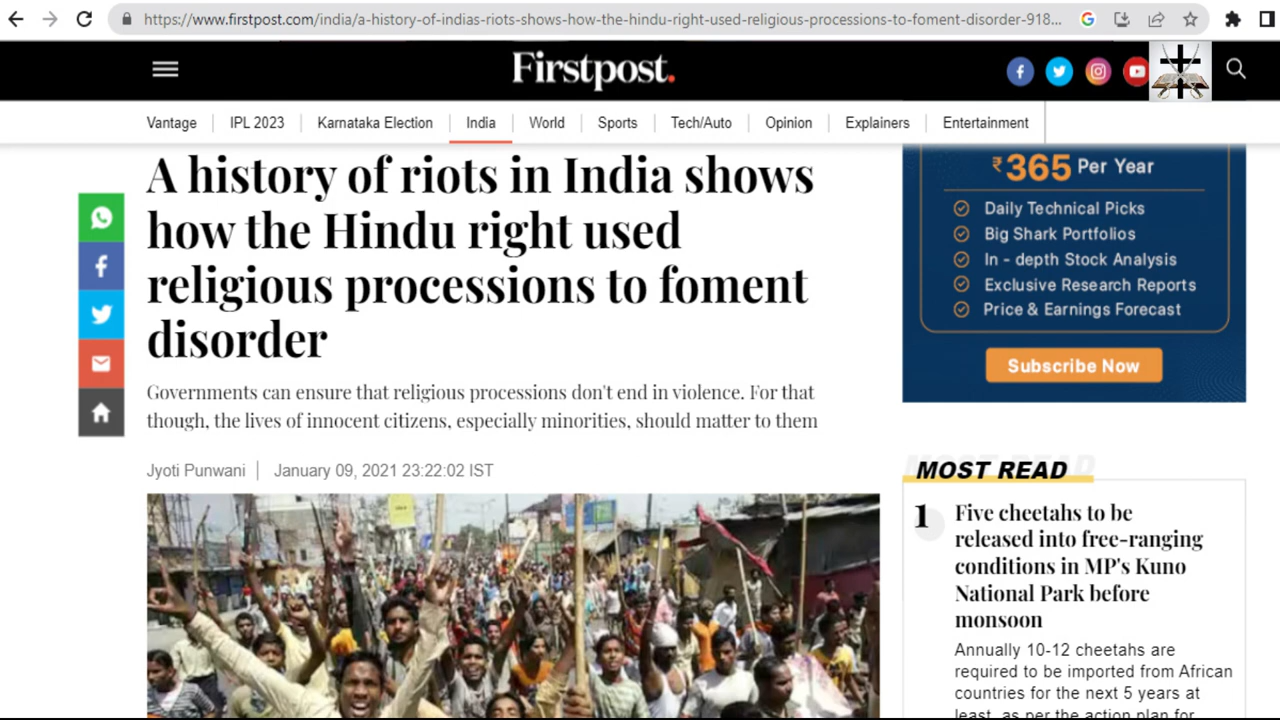 https://www.firstpost.com/india/a-history-of-indias-riots-shows-how-the-hindu-right-used-religious-processions-to-foment-disorder-918...
Firstpost.
Vantage
IPL 2023
Karnataka Election
India
World
Sports
Tech/Auto
Opinion
Explainers
Entertainment
A history of riots in India shows
how the Hindu right used
religious processions to foment
disorder
Governments can ensure that religious processions don't end in violence. For that
though, the lives of innocent citizens, especially minorities, should matter to them
Jyoti Punwani
January 09, 2021 23:22:02 IST
₹365 Per Year
Daily Technical Picks
Big Shark Portfolios
In - depth Stock Analysis
Exclusive Research Reports
Price & Earnings Forecast
Subscribe Now
MOST READ
1
Five cheetahs to be
released into free-ranging
conditions in MP's Kuno
National Park before
monsoon
Annually 10-12 cheetahs are
required to be imported from African
countries for the next 5 years at
least, as per the action plan for